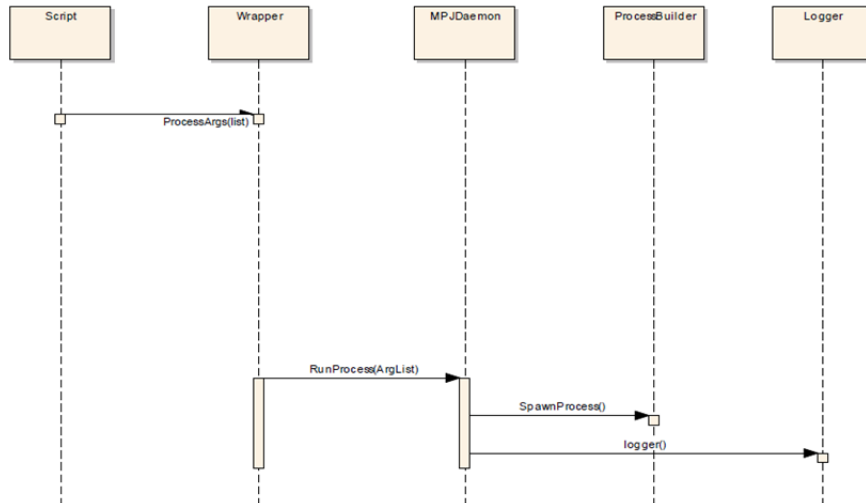 Script
Wrapper
MPJDaemon
ProcessBuilder
Logger
ProcessArgs(list)
RunProcess(ArgList)
SpawnProcess()
logger()